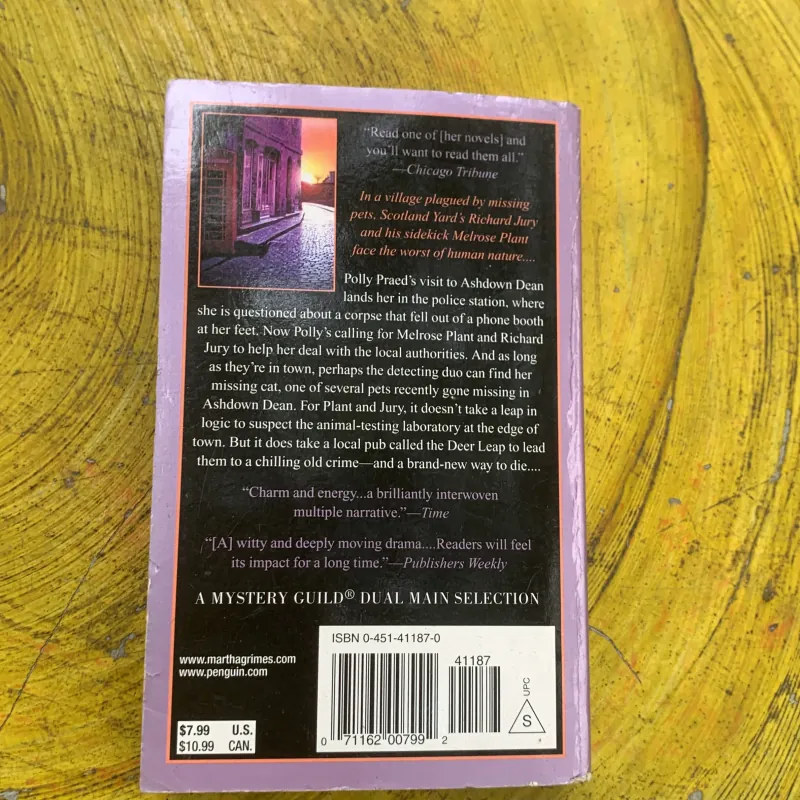 “Read one of [her novels] and
you’ll want to read them all.”
—Chicago Tribune
In a village plagued by missing
pets, Scotland Yard’s Richard Jury
and his sidekick Melrose Plant
face the worst of human nature....
Polly Praed’s visit to Ashdown Dean
lands her in the police station, where
she is questioned about a corpse that fell out of a phone booth
at her feet. Now Polly’s calling for Melrose Plant and Richard
Jury to help her deal with the local authorities. And as long
as they’re in town, perhaps the detecting duo can find her
missing cat, one of several pets recently gone missing in
Ashdown Dean. For Plant and Jury, it doesn’t take a leap in
logic to suspect the animal-testing laboratory at the edge of
town. But it does take a local pub called the Deer Leap to lead
them to a chilling old crime—and a brand-new way to die....
“Charm and energy...a brilliantly interwoven
multiple narrative.”—Time
“[A] witty and deeply moving drama....Readers will feel
its impact for a long time.”—Publishers Weekly
A MYSTERY GUILD® DUAL MAIN SELECTION
www.marthagrimes.com
www.penguin.com
$7.99 U.S.
$10.99 CAN.
ISBN 0-451-41187-0
41187
0 71162 00799 2
UPC
S